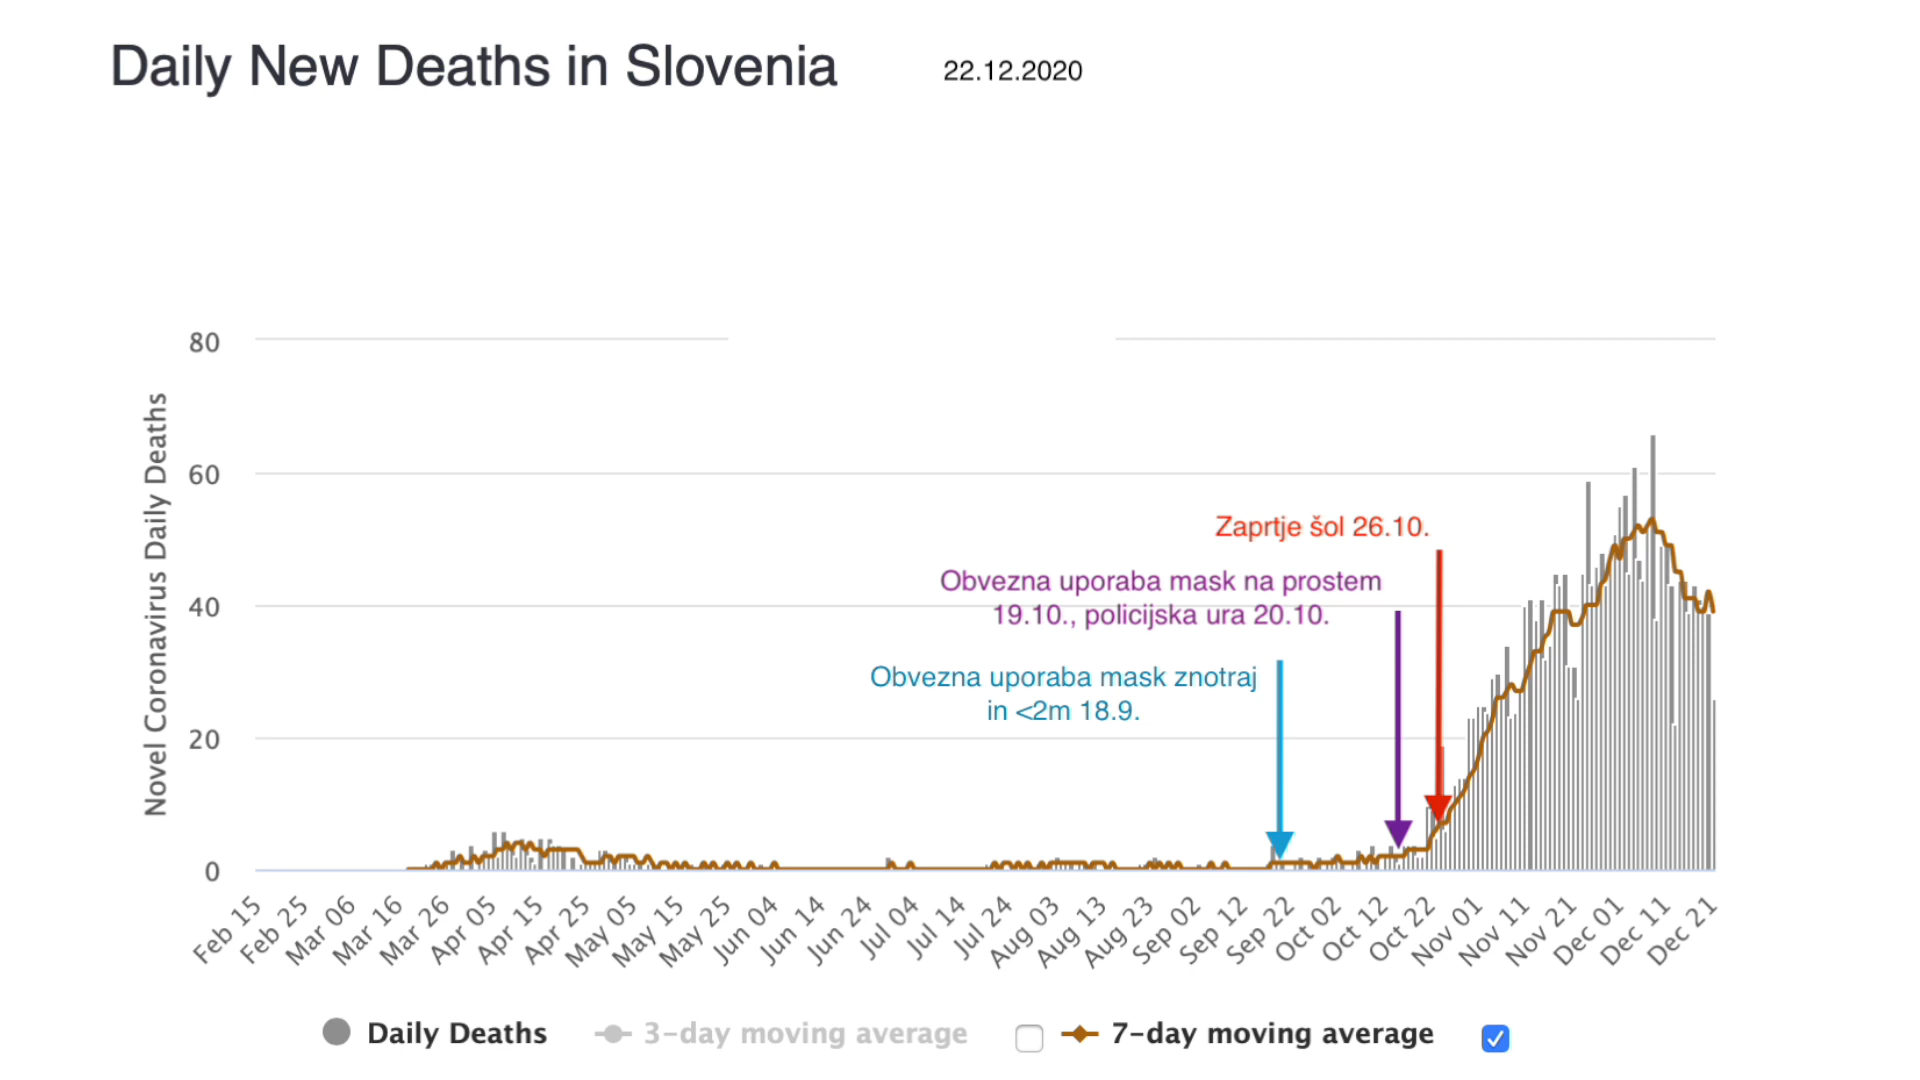 Daily New Deaths in Slovenia
22.12.2020
Novel Coronavirus Daily Deaths
80
60
40
20
0
Zaprtje šol 26.10.
Obvezna uporaba mask na prostem
19.10., policijska ura 20.10.
Obvezna uporaba mask znotraj
in <2m 18.9.
Feb 15
Feb 25
Mar 06
Mar 16
Mar 26
Apr 05
Apr 15
Apr 25
May 05
May 15
May 25
Jun 04
Jun 14
Jun 24
Jul 04
Jul 14
Jul 24
Aug 03
Aug 13
Aug 23
Sep 02
Sep 12
Sep 22
Oct 02
Oct 12
Oct 22
Nov 01
Nov 11
Nov 21
Dec 01
Dec 11
Dec 21
Daily Deaths
3-day moving average
7-day moving average